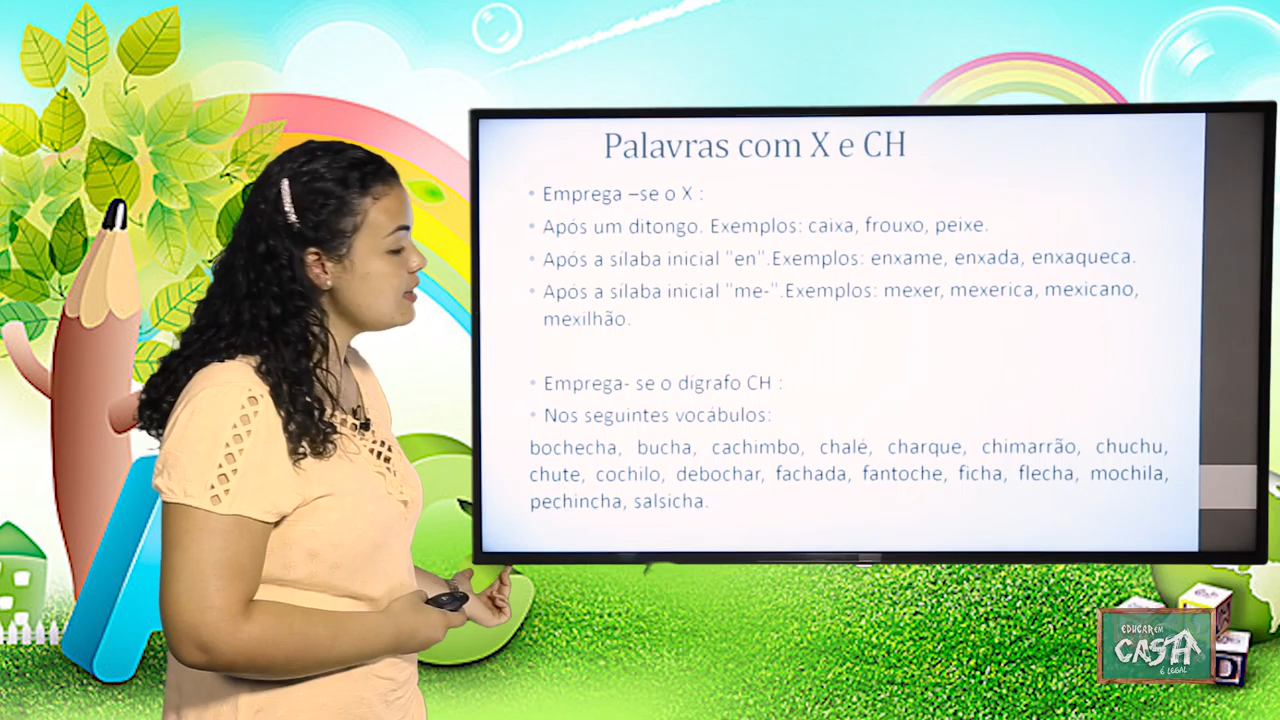 Palavras com X e CH
• Emprega –se o X :
• Após um ditongo. Exemplos: caixa, frouxo, peixe.
• Após a sílaba inicial "en".Exemplos: enxame, enxada, enxaqueca.
• Após a sílaba inicial "me-".Exemplos: mexer, mexerica, mexicano,
mexilhão.
• Emprega- se o dígrafo CH :
• Nos seguintes vocábulos:
bochecha, bucha, cachimbo, chalé, charque, chimarrão, chuchu,
chute, cochilo, debochar, fachada, fantoche, ficha, flecha, mochila,
pechincha, salsicha.
EDUCAR EM
CASA
É LEGAL